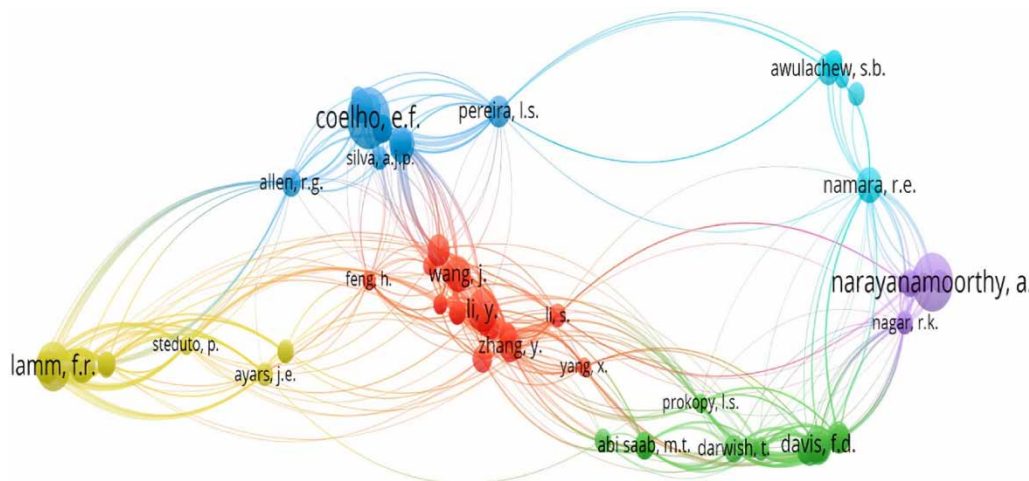 awulachew, s.b.
coelho, e.f.
pereira, l.s.
silva, a.j.p.
allen, r.g.
namara, r.e.
feng, h.
wang, j.
narayanamoorthy, a.
li, y.
li, s.
nagar, r.k.
steduto, p.
zhang, y.
lamm, f.r.
ayars, j.e.
yang, x.
prokopy, l.s.
abi saab, m.t.
darwish, t.
davis, f.d.